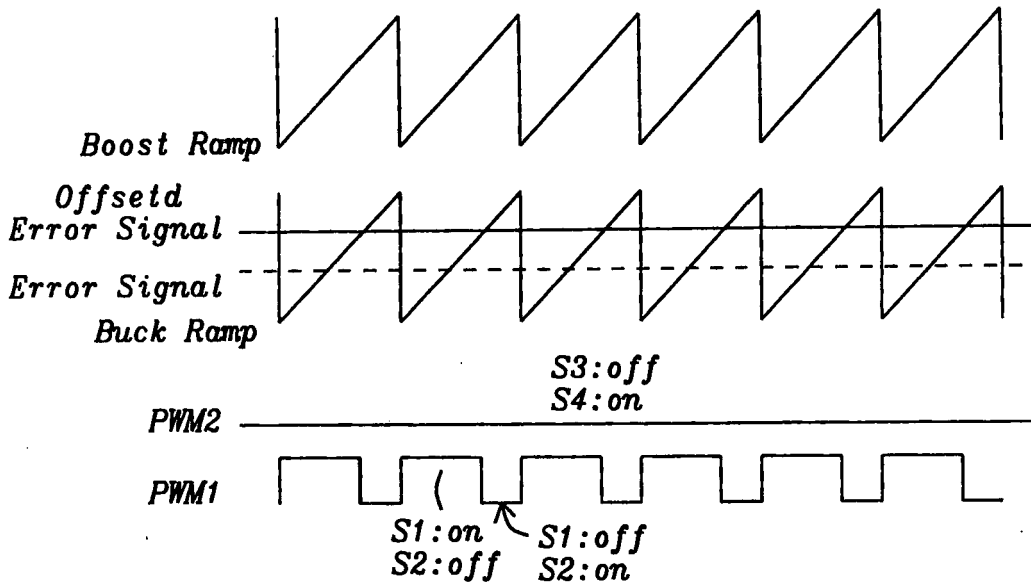 Boost Ramp
Offsetd
Error Signal
Error Signal
Buck Ramp
S3:off
S4:on
PWM2
PWM1
S1:on
S2:off
S1:off
S2:on